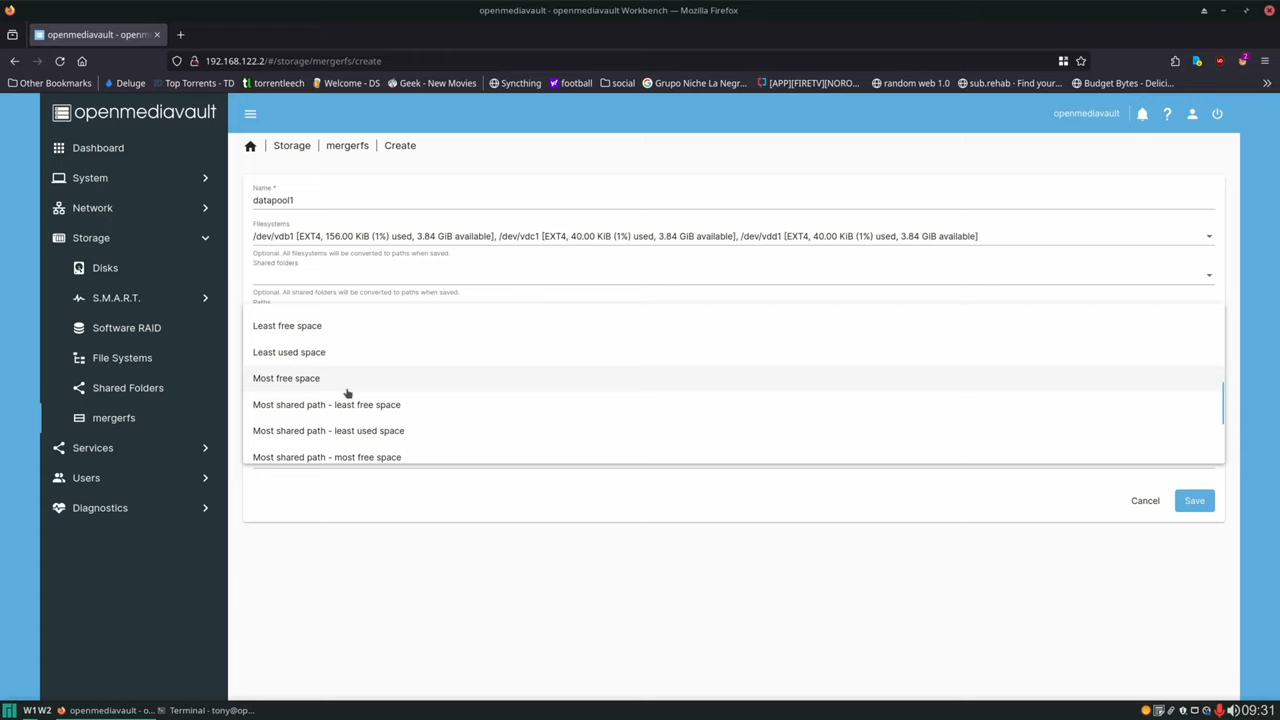 openmediavault - openmediavault Workbench — Mozilla Firefox
openmediavault - openm
192.168.122.2/#/storage/mergerfs/create
Other Bookmarks
Deluge
Top Torrents - TD
torrentleech
Welcome - DS
Geek - New Movies
Syncthing
football
social
Grupo Niche La Negr...
[APP][FIRETV][NORO...
random web 1.0
sub.rehab - Find your...
Budget Bytes - Delici...
openmediavault
openmediavault
Dashboard
System
Network
Storage
Disks
S.M.A.R.T.
Software RAID
File Systems
Shared Folders
mergerfs
Services
Users
Diagnostics
Storage | mergerfs | Create
Name *
datapool1
Filesystems
/dev/vdb1 [EXT4, 156.00 KiB (1%) used, 3.84 GiB available], /dev/vdc1 [EXT4, 40.00 KiB (1%) used, 3.84 GiB available], /dev/vdd1 [EXT4, 40.00 KiB (1%) used, 3.84 GiB available]
Optional. All filesystems will be converted to paths when saved.
Shared folders
Optional. All shared folders will be converted to paths when saved.
Paths
Least free space
Least used space
Most free space
Most shared path - least free space
Most shared path - least used space
Most shared path - most free space
Cancel
Save
W1W2
openmediavault - o...
Terminal - tony@op...
09:31